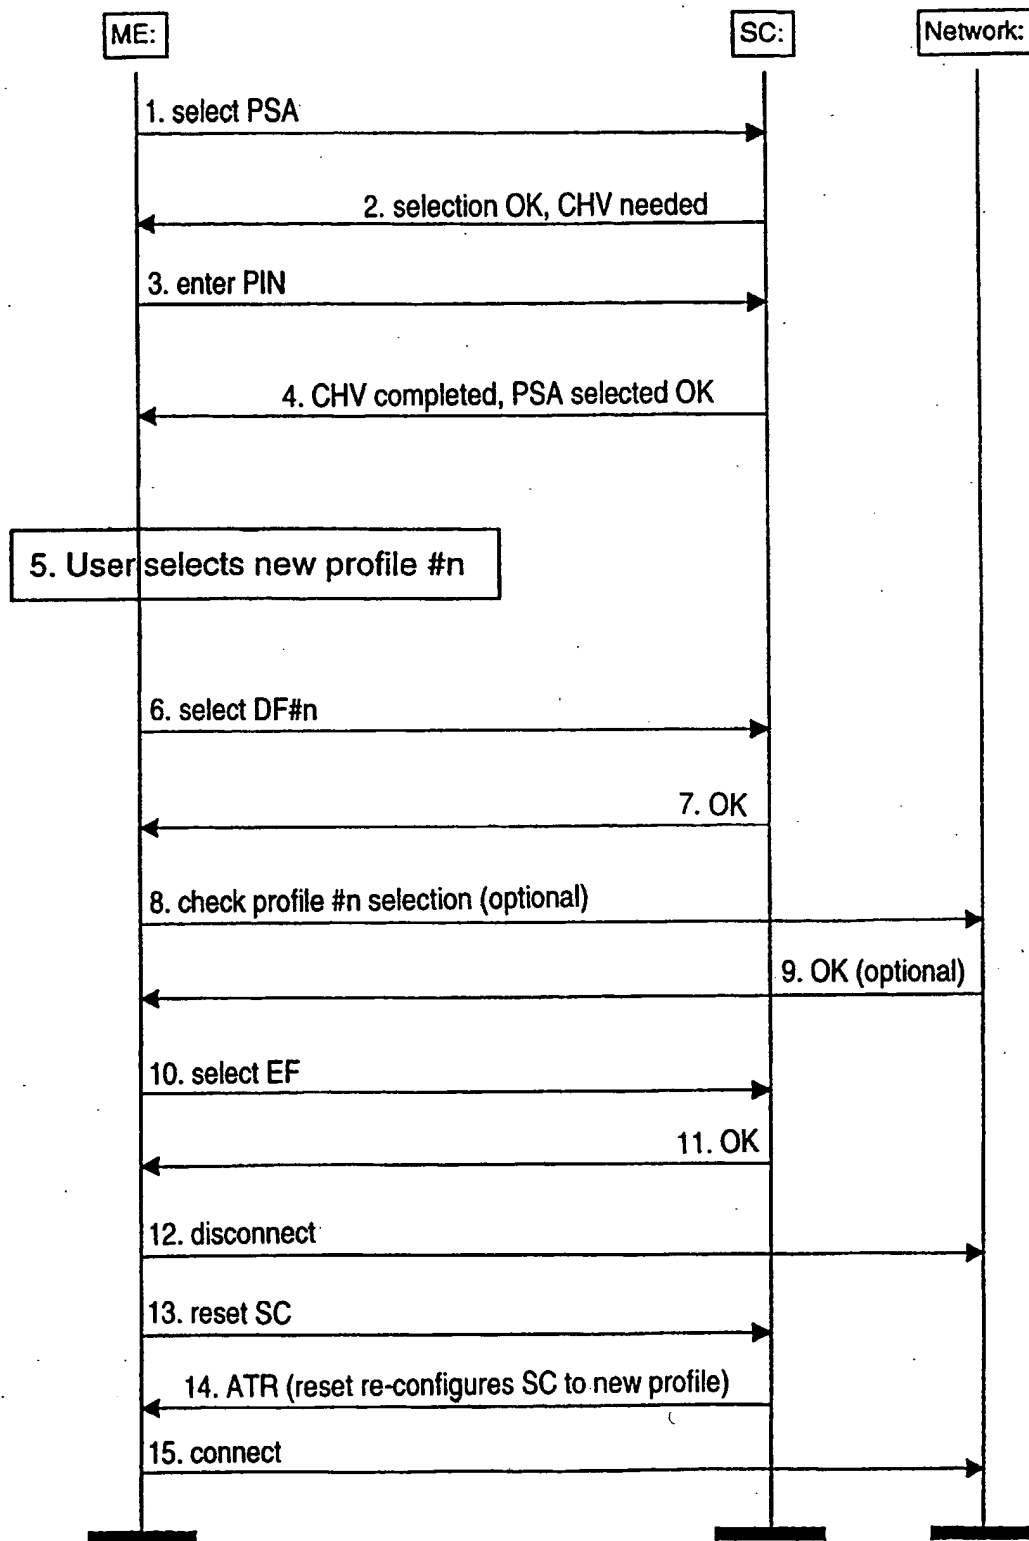 ME:
SC:
Network:
1. select PSA
2. selection OK, CHV needed
3. enter PIN
4. CHV completed, PSA selected OK
5. User selects new profile #n
6. select DF#n
7. OK
8. check profile #n selection (optional)
9. OK (optional)
10. select EF
11. OK
12. disconnect
13. reset SC
14. ATR (reset re-configures SC to new profile)
15. connect